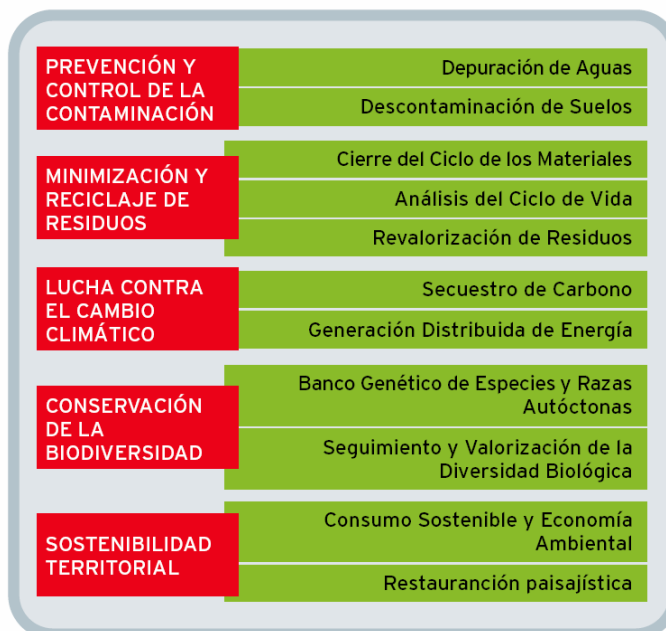 PREVENCIÓN Y
CONTROL DE LA
CONTAMINACIÓN
Depuración de Aguas
Descontaminación de Suelos
MINIMIZACIÓN Y
RECICLAJE DE
RESIDUOS
Cierre del Ciclo de los Materiales
Análisis del Ciclo de Vida
Revalorización de Residuos
LUCHA CONTRA
EL CAMBIO
CLIMÁTICO
Secuestro de Carbono
Generación Distribuida de Energía
CONSERVACIÓN
DE LA
BIODIVERSIDAD
Banco Genético de Especies y Razas
Autóctonas
Seguimiento y Valorización de la
Diversidad Biológica
SOSTENIBILIDAD
TERRITORIAL
Consumo Sostenible y Economía
Ambiental
Restauranción paisajística